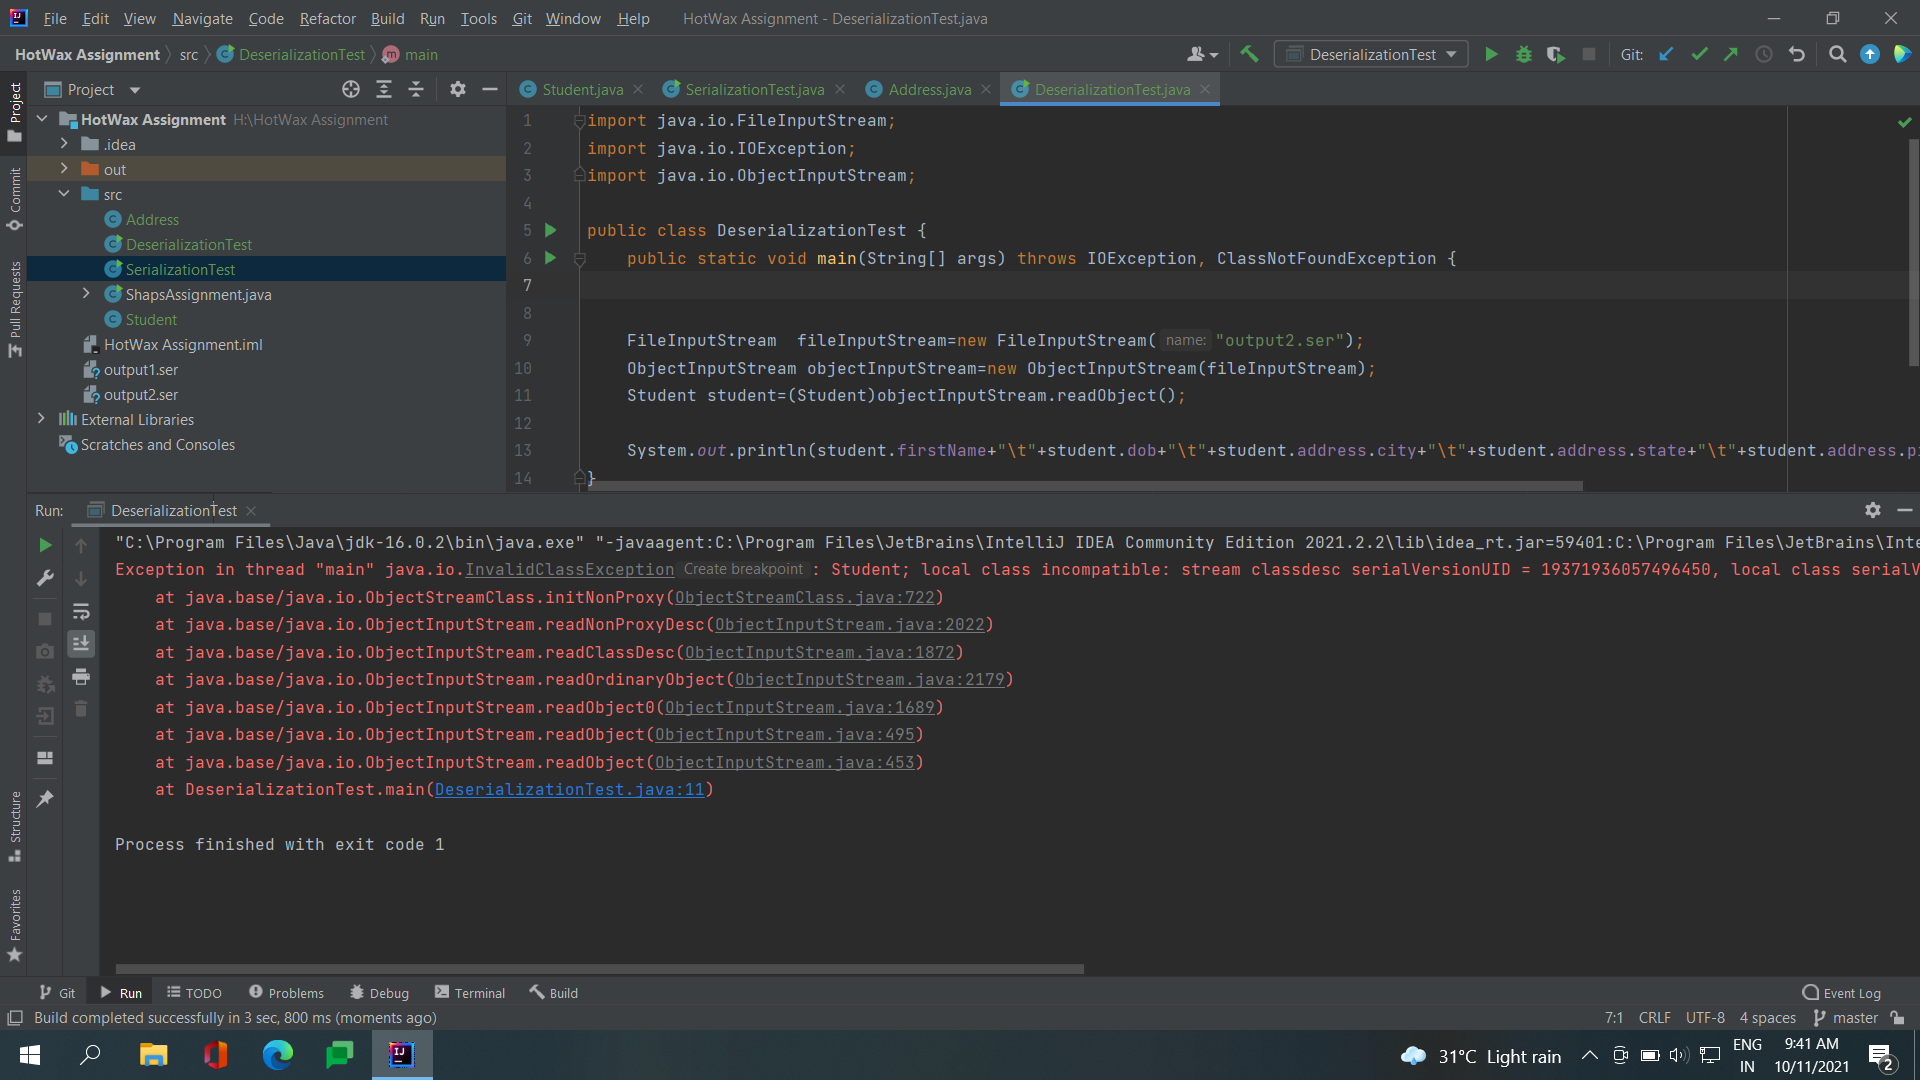 File Edit View Navigate Code Refactor Build Run Tools Git Window Help HotWax Assignment - DeserializationTest.java
HotWax Assignment src DeserializationTest main DeserializationTest Git:
Project
Student.java SerializationTest.java Address.java DeserializationTest.java
HotWax Assignment H:\HotWax Assignment
.idea
out
src
Address
DeserializationTest
SerializationTest
ShapsAssignment.java
Student
HotWax Assignment.iml
output1.ser
output2.ser
External Libraries
Scratches and Consoles
Project
Commit
Pull Requests
Structure
Favorites
1 import java.io.FileInputStream;
2 import java.io.IOException;
3 import java.io.ObjectInputStream;
4
5 public class DeserializationTest {
6 public static void main(String[] args) throws IOException, ClassNotFoundException {
7
8
9 FileInputStream  fileInputStream=new FileInputStream( name: "output2.ser");
10 ObjectInputStream objectInputStream=new ObjectInputStream(fileInputStream);
11 Student student=(Student)objectInputStream.readObject();
12
13 System.out.println(student.firstName+"\t"+student.dob+"\t"+student.address.city+"\t"+student.address.state+"\t"+student.address.p
14 }
Run: DeserializationTest
"C:\Program Files\Java\jdk-16.0.2\bin\java.exe" "-javaagent:C:\Program Files\JetBrains\IntelliJ IDEA Community Edition 2021.2.2\lib\idea_rt.jar=59401:C:\Program Files\JetBrains\Inte
Exception in thread "main" java.io.InvalidClassException Create breakpoint : Student; local class incompatible: stream classdesc serialVersionUID = 19371936057496450, local class serialV
at java.base/java.io.ObjectStreamClass.initNonProxy(ObjectStreamClass.java:722)
at java.base/java.io.ObjectInputStream.readNonProxyDesc(ObjectInputStream.java:2022)
at java.base/java.io.ObjectInputStream.readClassDesc(ObjectInputStream.java:1872)
at java.base/java.io.ObjectInputStream.readOrdinaryObject(ObjectInputStream.java:2179)
at java.base/java.io.ObjectInputStream.readObject0(ObjectInputStream.java:1689)
at java.base/java.io.ObjectInputStream.readObject(ObjectInputStream.java:495)
at java.base/java.io.ObjectInputStream.readObject(ObjectInputStream.java:453)
at DeserializationTest.main(DeserializationTest.java:11)
Process finished with exit code 1
Git Run TODO Problems Debug Terminal Build Event Log
Build completed successfully in 3 sec, 800 ms (moments ago) 7:1 CRLF UTF-8 4 spaces master
31°C Light rain
ENG
IN
9:41 AM
10/11/2021
2